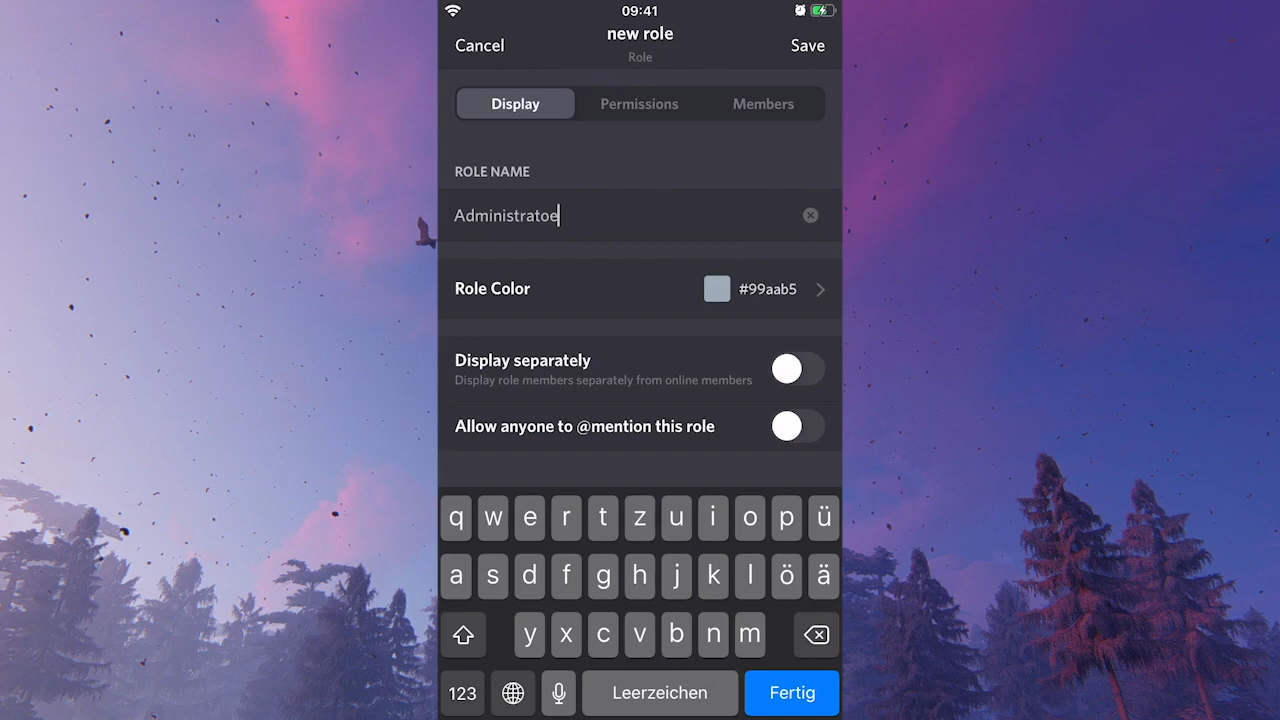 09:41
Cancel
new role
Save
Role
Display
Permissions
Members
ROLE NAME
Administratoe
Role Color
#99aab5
Display separately
Display role members separately from online members
Allow anyone to @mention this role
q w e r t z u i o p ü
a s d f g h j k l ö ä
y x c v b n m
123
Leerzeichen
Fertig